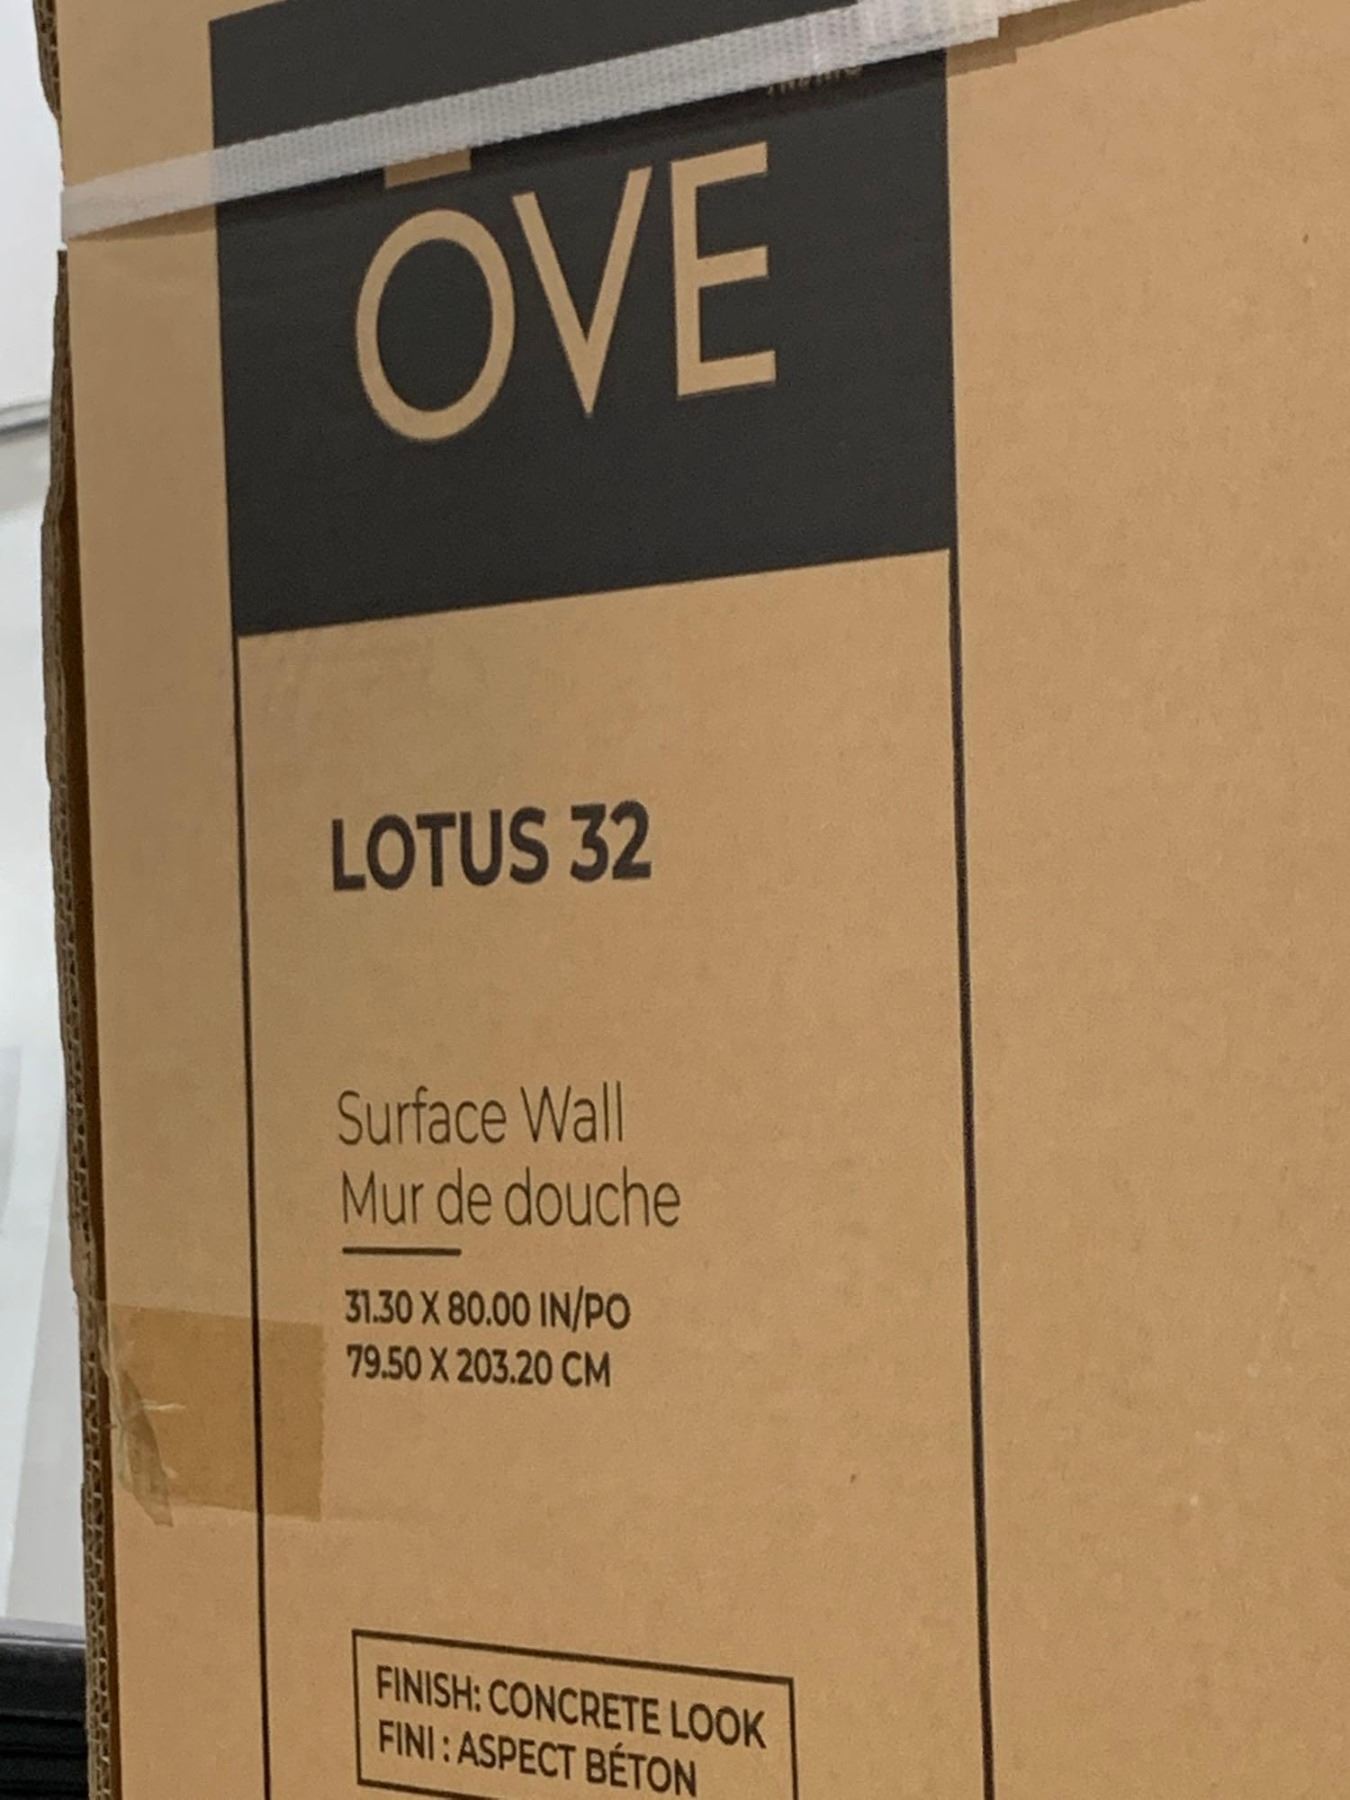 ŌVE
LOTUS 32
Surface Wall
Mur de douche
31.30 X 80.00 IN/PO
79.50 X 203.20 CM
FINISH: CONCRETE LOOK
FINI : ASPECT BÉTON